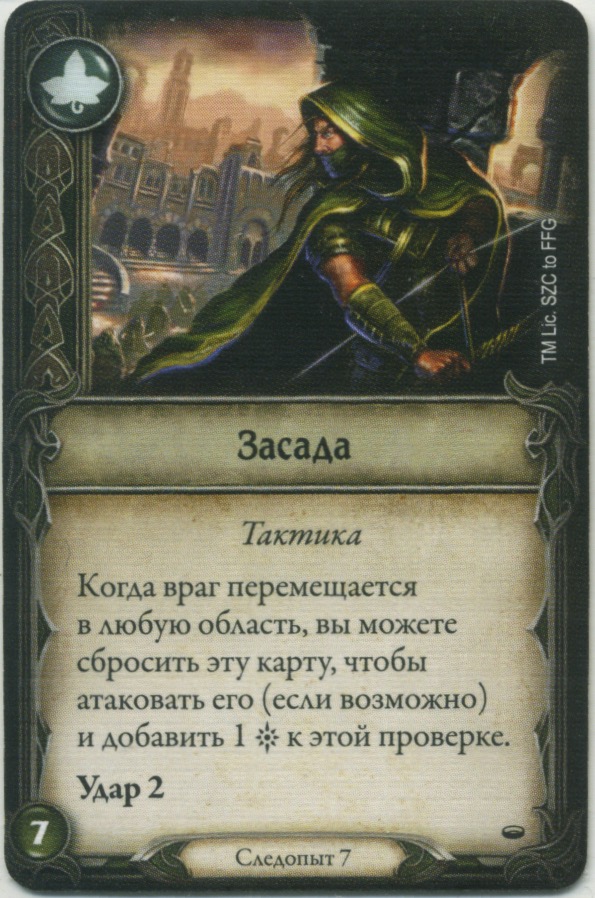 TM Lic. SZC to FFG
Засада
Тактика
Когда враг перемещается
в любую область, вы можете
сбросить эту карту, чтобы
атаковать его (если возможно)
и добавить 1 к этой проверке.
Удар 2
7
Следопыт 7